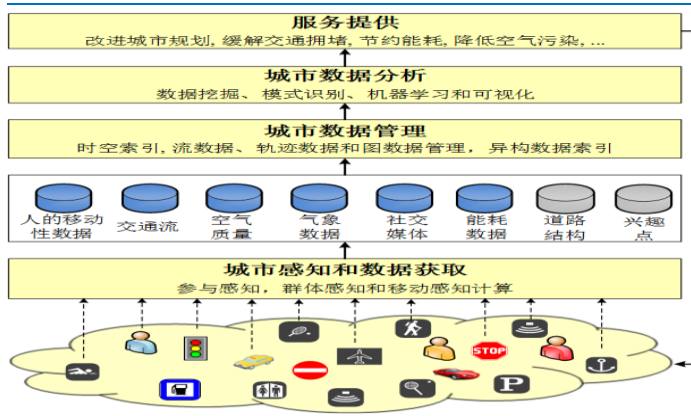 服务提供
改进城市规划, 缓解交通拥堵, 节约能耗, 降低空气污染, ...
城市数据分析
数据挖掘、模式识别、机器学习和可视化
城市数据管理
时空索引, 流数据、轨迹数据和图数据管理, 异构数据索引
人的移动
性数据
交通流
空气
质量
气象
数据
社交
媒体
能耗
数据
道路
结构
兴趣
点
城市感知和数据获取
参与感知, 群体感知和移动感知计算
STOP
P